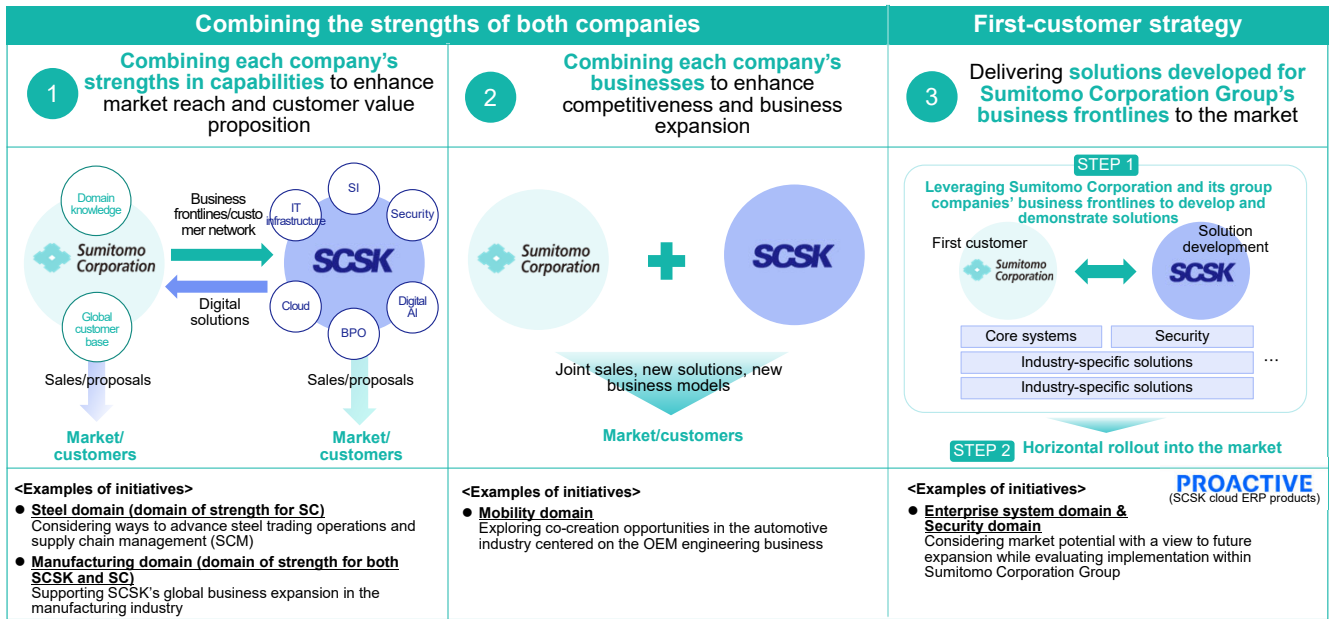 Combining the strengths of both companies
First-customer strategy
1
Combining each company's
strengths in capabilities to enhance
market reach and customer value
proposition
2
Combining each company's
businesses to enhance
competitiveness and business
expansion
3
Delivering solutions developed for
Sumitomo Corporation Group's
business frontlines to the market
Domain
knowledge
Sumitomo
Corporation
Global
customer
base
Business
frontlines/custo
mer network
Digital
solutions
SI
IT
infrastructure
Security
SCSK
Cloud
Digital
AI
BPO
Sales/proposals
Sales/proposals
Market/
customers
Market/
customers
Sumitomo
Corporation
SCSK
Joint sales, new solutions, new
business models
Market/customers
STEP 1
Leveraging Sumitomo Corporation and its group
companies' business frontlines to develop and
demonstrate solutions
First customer
Sumitomo
Corporation
Solution
development
SCSK
Core systems
Security
Industry-specific solutions
...
Industry-specific solutions
STEP 2
Horizontal rollout into the market
<Examples of initiatives>
● Steel domain (domain of strength for SC)
Considering ways to advance steel trading operations and
supply chain management (SCM)
● Manufacturing domain (domain of strength for both
SCSK and SC)
Supporting SCSK's global business expansion in the
manufacturing industry
<Examples of initiatives>
● Mobility domain
Exploring co-creation opportunities in the automotive
industry centered on the OEM engineering business
<Examples of initiatives>
PROACTIVE
(SCSK cloud ERP products)
● Enterprise system domain &
Security domain
Considering market potential with a view to future
expansion while evaluating implementation within
Sumitomo Corporation Group